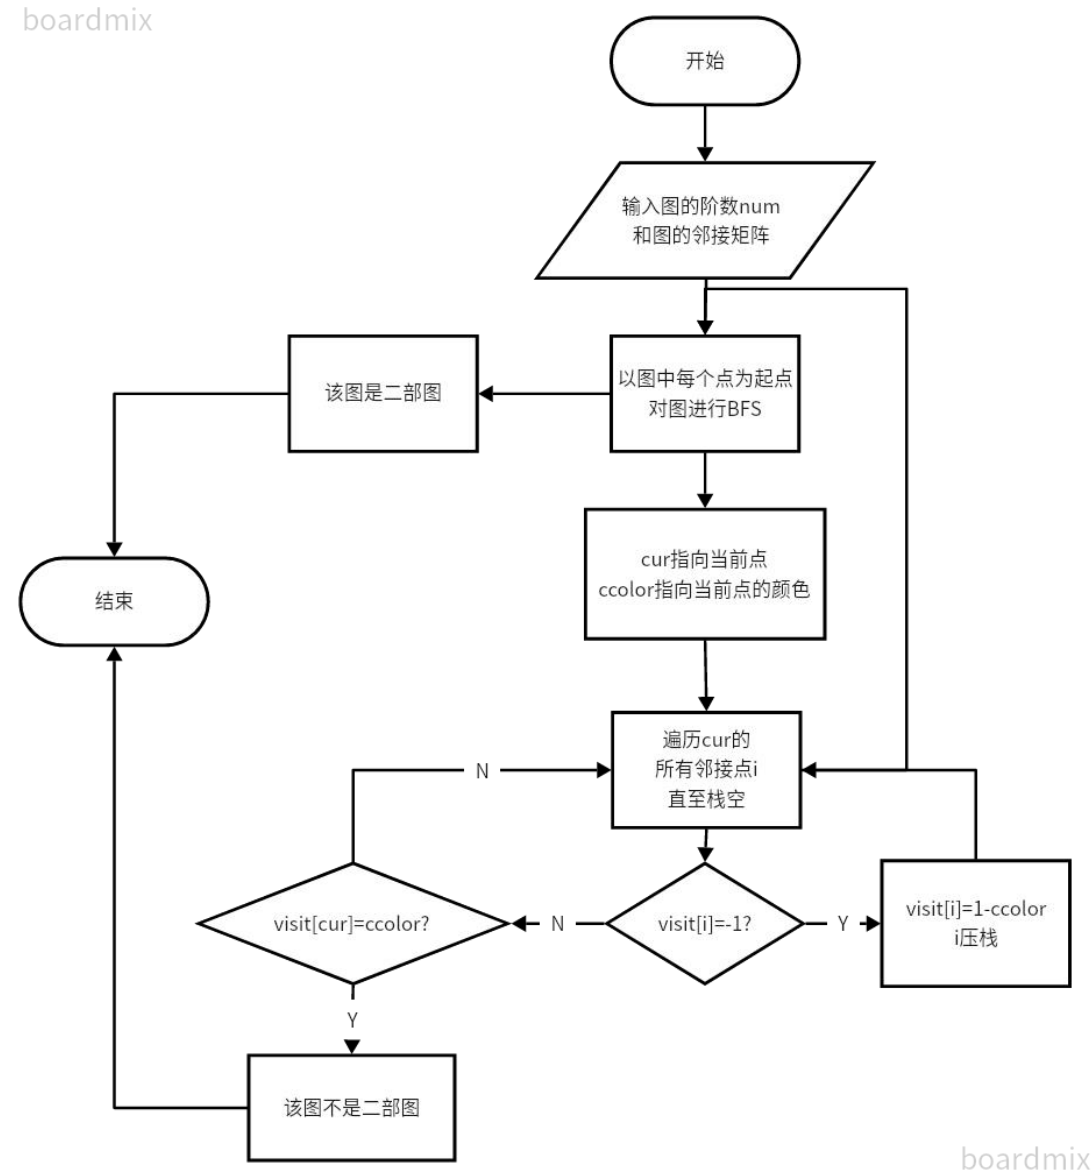 boardmix
开始
输入图的阶数num
和图的邻接矩阵
该图是二部图
以图中每个点为起点
对图进行BFS
cur指向当前点
ccolor指向当前点的颜色
结束
遍历cur的
所有邻接点i
直至栈空
N
visit[cur]=ccolor?
N
visit[i]=-1?
Y
visit[i]=1-ccolor
i压栈
Y
该图不是二部图
boardmix